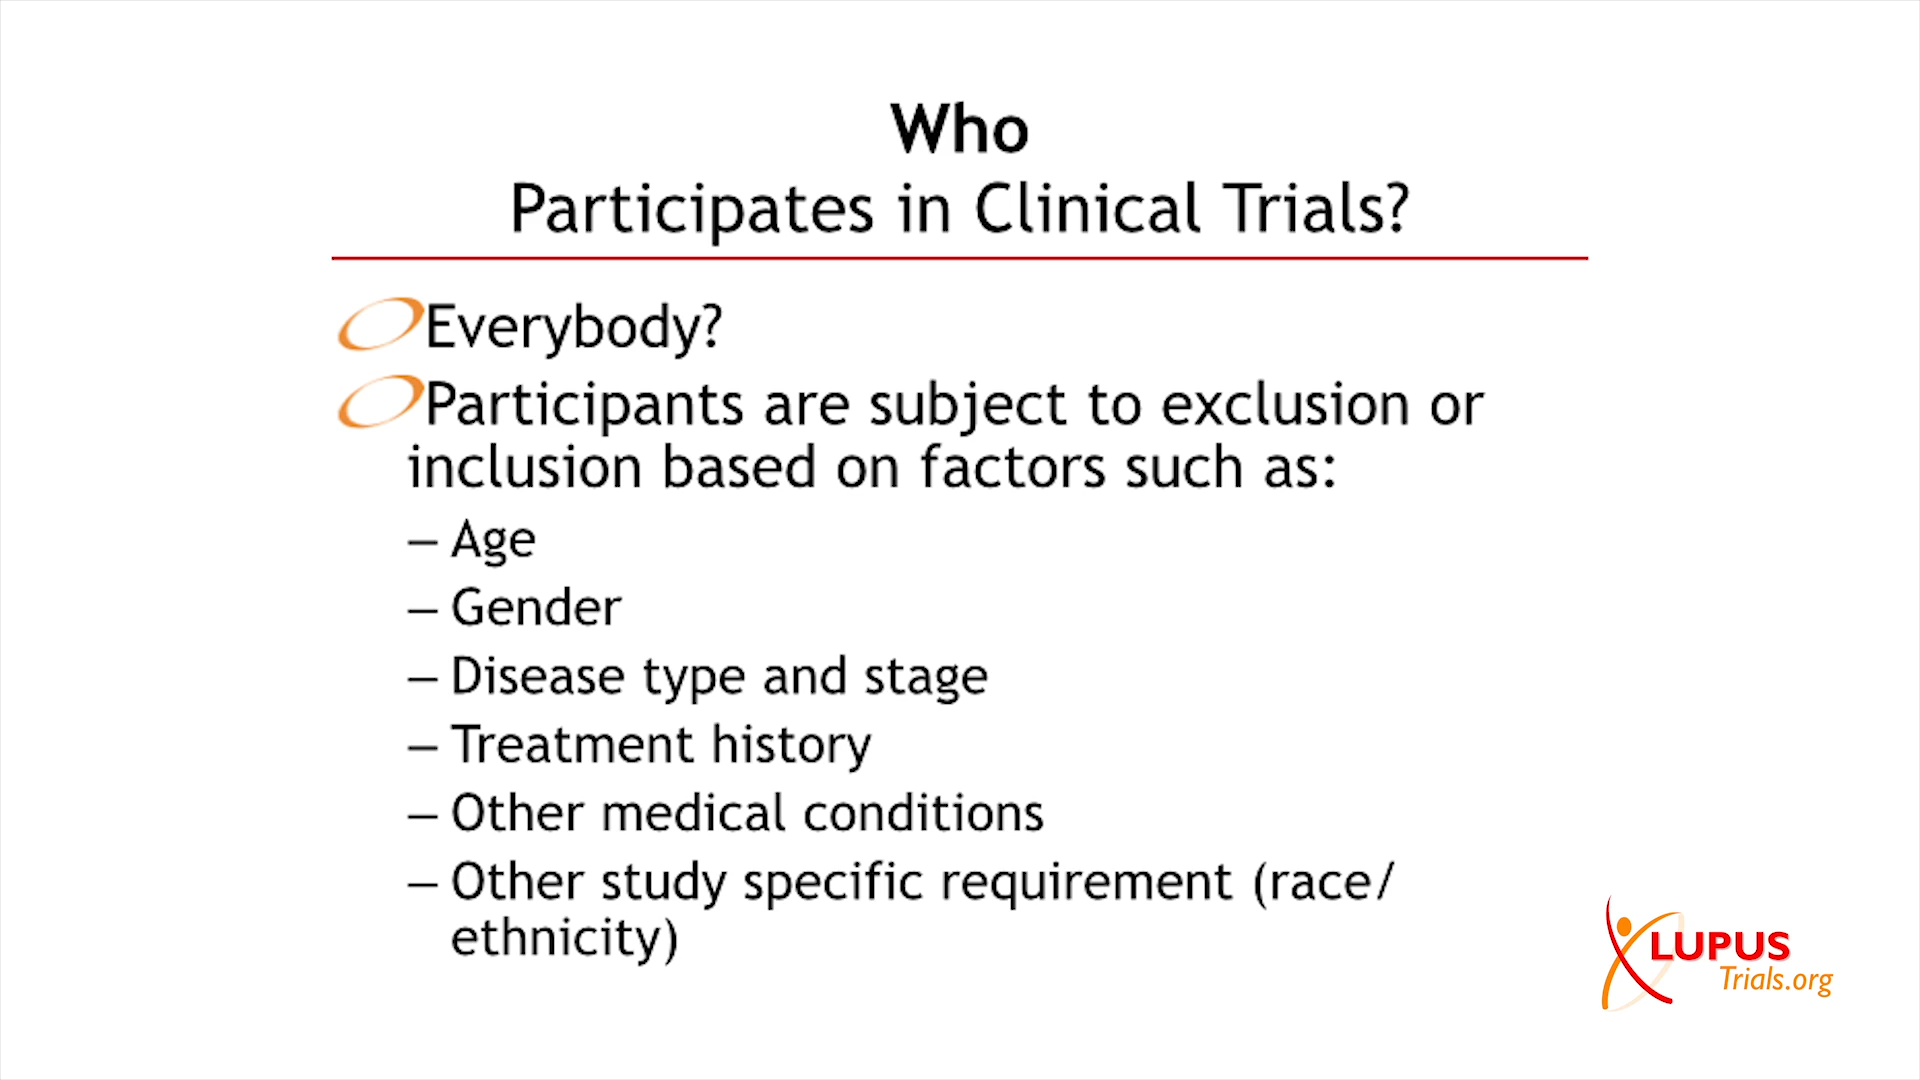 Who
Participates in Clinical Trials?
Everybody?
Participants are subject to exclusion or
inclusion based on factors such as:
– Age
– Gender
– Disease type and stage
– Treatment history
– Other medical conditions
– Other study specific requirement (race/
ethnicity)
LUPUS
Trials.org